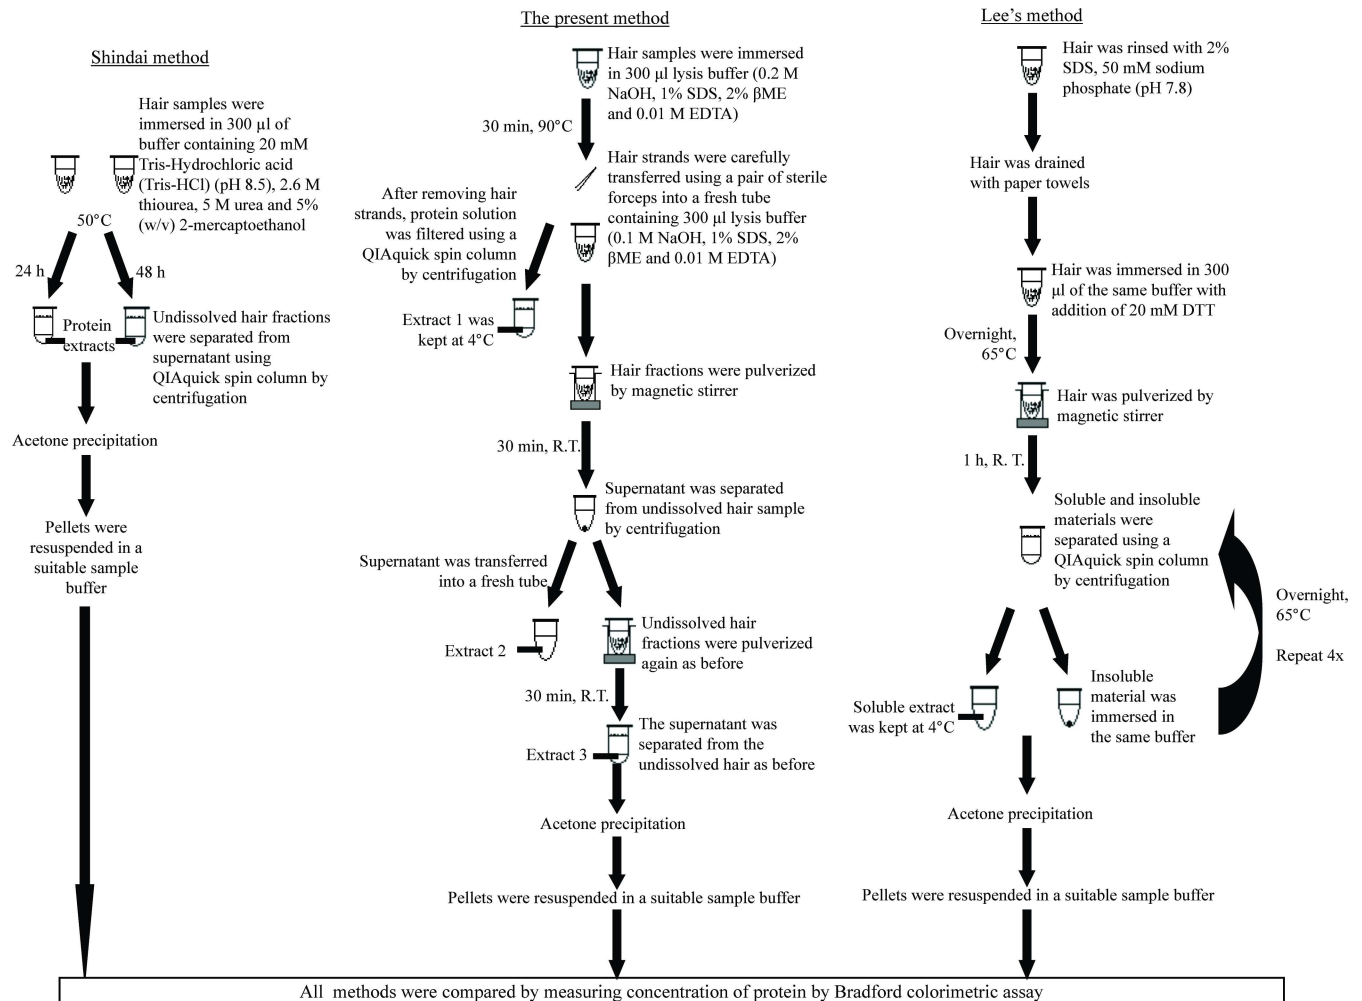 Shindai method
Hair samples were
immersed in 300 µl of
buffer containing 20 mM
Tris-Hydrochloric acid
(Tris-HCl) (pH 8.5), 2.6 M
thiourea, 5 M urea and 5%
(w/v) 2-mercaptoethanol
50°C
24 h
48 h
Protein
extracts
Undissolved hair fractions
were separated from
supernatant using
QIAquick spin column by
centrifugation
Acetone precipitation
Pellets were
resuspended in a
suitable sample
buffer
The present method
Hair samples were immersed
in 300 µl lysis buffer (0.2 M
NaOH, 1% SDS, 2% βME
and 0.01 M EDTA)
30 min, 90°C
Hair strands were carefully
transferred using a pair of sterile
forceps into a fresh tube
containing 300 µl lysis buffer
(0.1 M NaOH, 1% SDS, 2%
βME and 0.01 M EDTA)
After removing hair
strands, protein solution
was filtered using a
QIAquick spin column
by centrifugation
Extract 1 was
kept at 4°C
Hair fractions were pulverized
by magnetic stirrer
30 min, R.T.
Supernatant was separated
from undissolved hair sample
by centrifugation
Supernatant was transferred
into a fresh tube
Extract 2
Undissolved hair
fractions were pulverized
again as before
30 min, R.T.
The supernatant was
separated from the
undissolved hair as before
Extract 3
Acetone precipitation
Pellets were resuspended in a suitable sample buffer
Lee's method
Hair was rinsed with 2%
SDS, 50 mM sodium
phosphate (pH 7.8)
Hair was drained
with paper towels
Hair was immersed in 300
µl of the same buffer with
addition of 20 mM DTT
Overnight,
65°C
Hair was pulverized by
magnetic stirrer
1 h, R. T.
Soluble and insoluble
materials were
separated using a
QIAquick spin column
by centrifugation
Overnight,
65°C
Repeat 4x
Soluble extract
was kept at 4°C
Insoluble
material was
immersed in
the same buffer
Acetone precipitation
Pellets were resuspended in a suitable sample buffer
All methods were compared by measuring concentration of protein by Bradford colorimetric assay